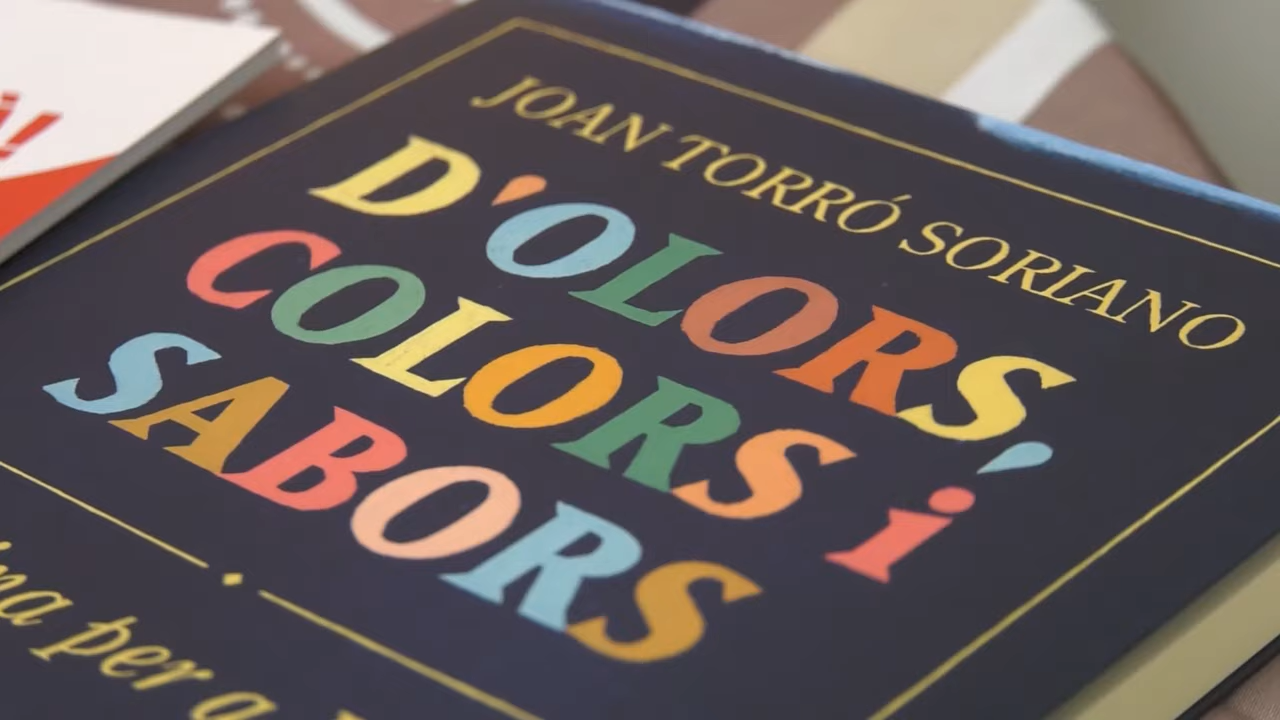 JOAN TORRÓ SORIANO
D'OLORS,
COLORS i
SABORS
per a